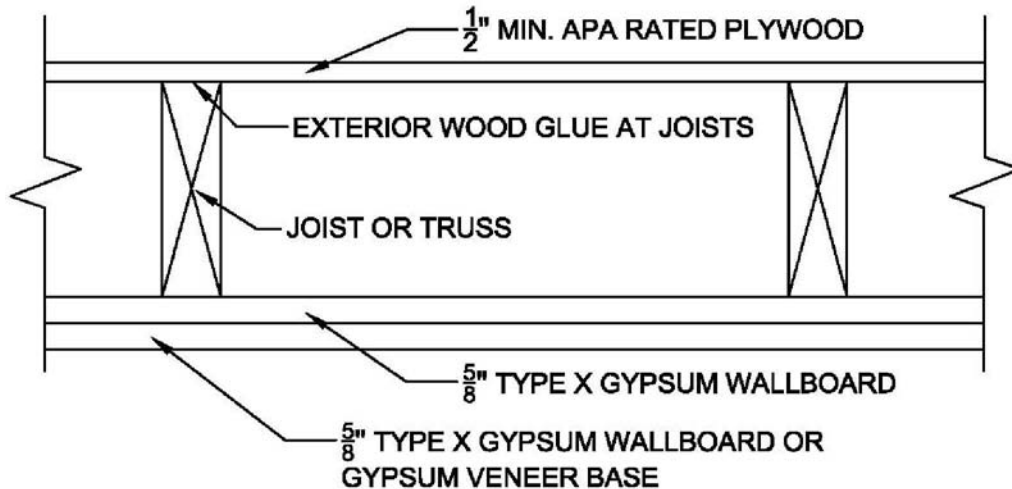 1/2" MIN. APA RATED PLYWOOD
EXTERIOR WOOD GLUE AT JOISTS
JOIST OR TRUSS
5/8" TYPE X GYPSUM WALLBOARD
5/8" TYPE X GYPSUM WALLBOARD OR
GYPSUM VENEER BASE